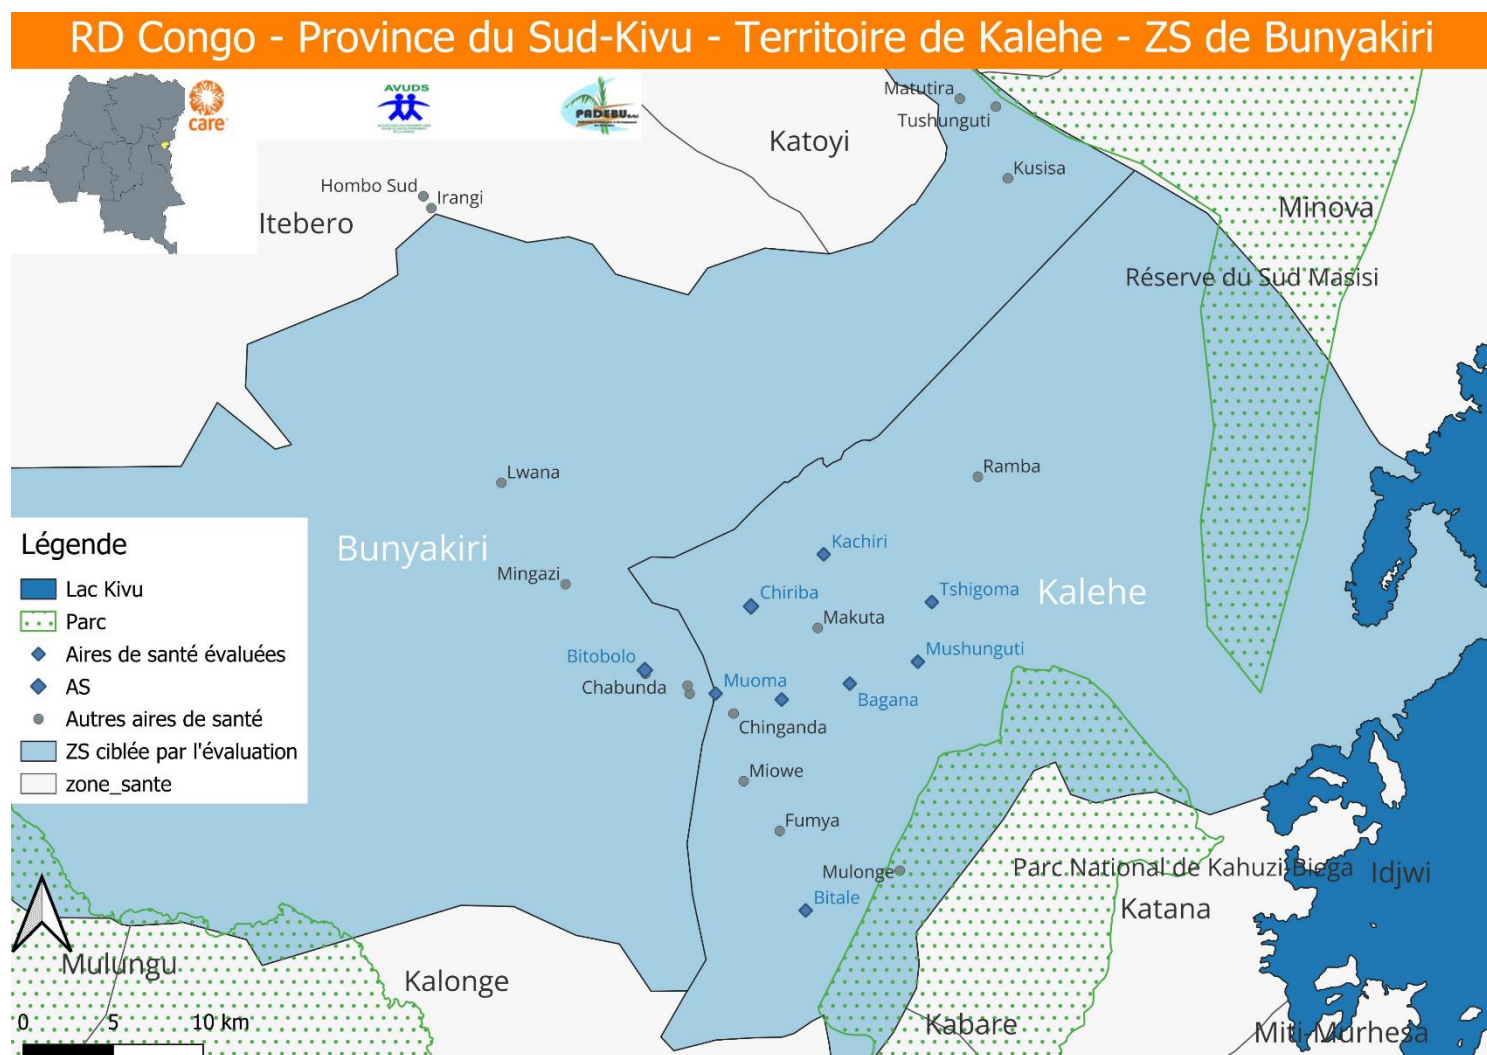 RD Congo - Province du Sud-Kivu - Territoire de Kalehe - ZS de Bunyakiri
care
AVUDS
PADEBU
Matutira
Tushunguti
Katoyi
Kusisa
Hombo Sud
Irangi
Itebero
Minova
Réserve du Sud Masisi
Lwana
Ramba
Bunyakiri
Kachiri
Mingazi
Chiriba
Tshigoma
Kalehe
Makuta
Mushunguti
Bitobolo
Chabunda
Muoma
Bagana
Chinganda
Miowe
Fumya
Mulonge
Parc National de Kahuzi-Biega
Idjwi
Bitale
Katana
Mulungu
Kalonge
Kabare
Miti-Murhesa
Légende
Lac Kivu
Parc
Aires de santé évaluées
AS
Autres aires de santé
ZS ciblée par l'évaluation
zone_sante
0 5 10 km